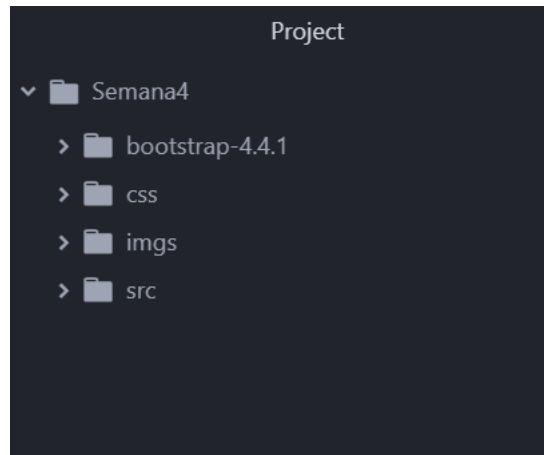 Project
Semana4
bootstrap-4.4.1
css
imgs
src